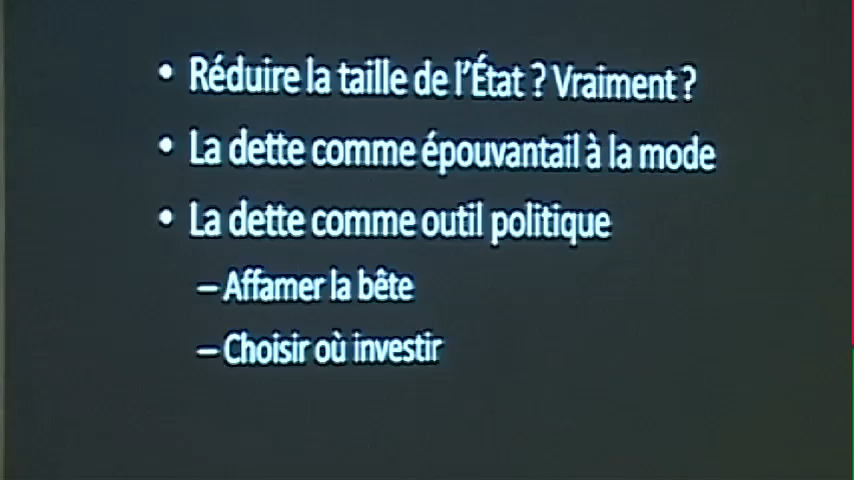 • Réduire la taille de l'État ? Vraiment ?
• La dette comme épouvantail à la mode
• La dette comme outil politique
– Affamer la bête
– Choisir où investir